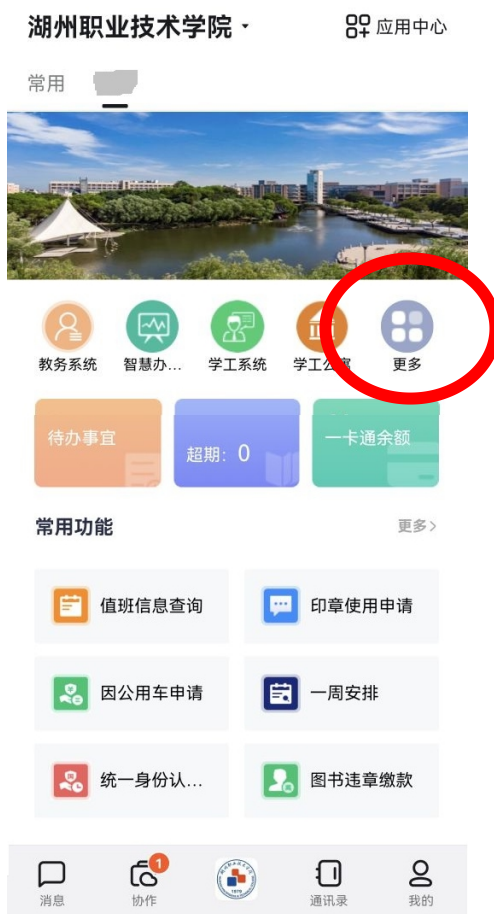 湖州职业技术学院
应用中心
常用
教务系统
智慧办...
学工系统
学工公寓
更多
待办事宜
超期: 0
一卡通余额
常用功能
更多>
值班信息查询
印章使用申请
因公用车申请
一周安排
统一身份认...
图书违章缴款
1
消息
协作
通讯录
我的